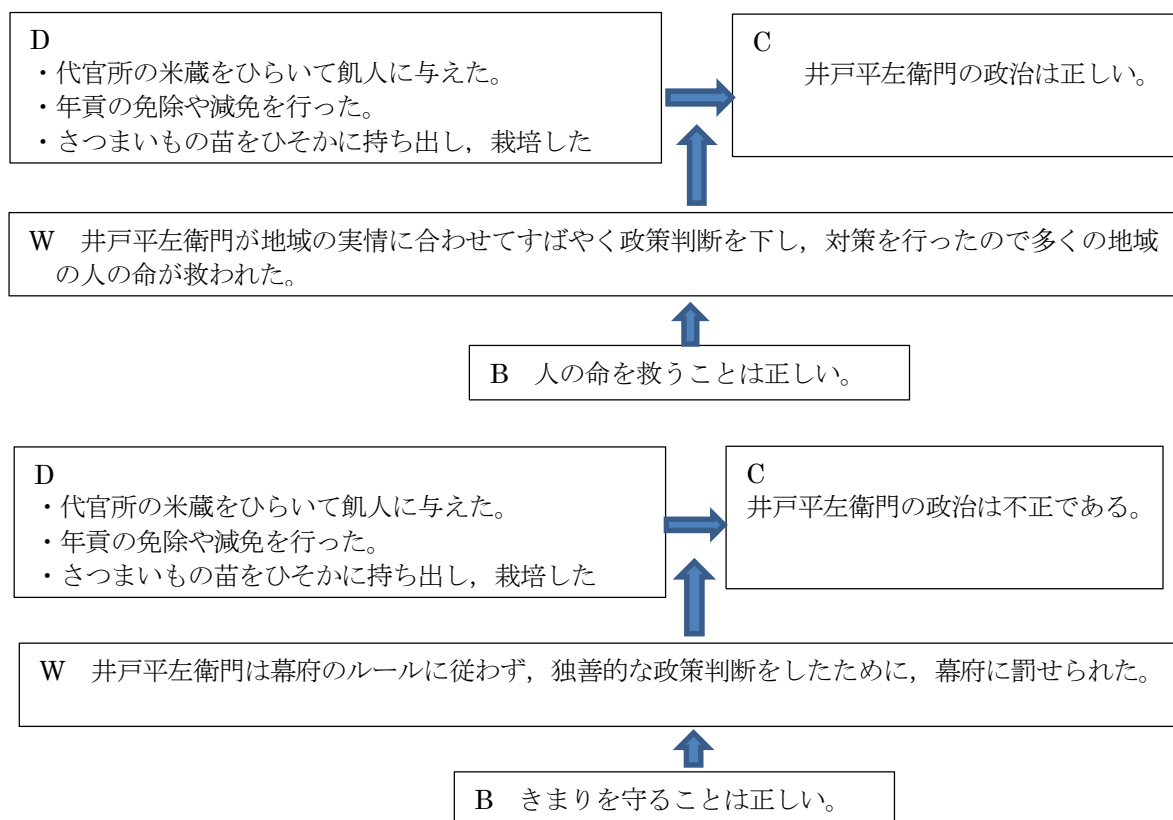 D
・代官所の米蔵をひらいて飢人に与えた。
・年貢の免除や減免を行った。
・さつまいもの苗をひそかに持ち出し，栽培した
C
井戸平左衛門の政治は正しい。
W　井戸平左衛門が地域の実情に合わせてすばやく政策判断を下し，対策を行ったので多くの地域
の人の命が救われた。
B　人の命を救うことは正しい。
D
・代官所の米蔵をひらいて飢人に与えた。
・年貢の免除や減免を行った。
・さつまいもの苗をひそかに持ち出し，栽培した
C
井戸平左衛門の政治は不正である。
W　井戸平左衛門は幕府のルールに従わず，独善的な政策判断をしたために，幕府に罰せられた。
B　きまりを守ることは正しい。